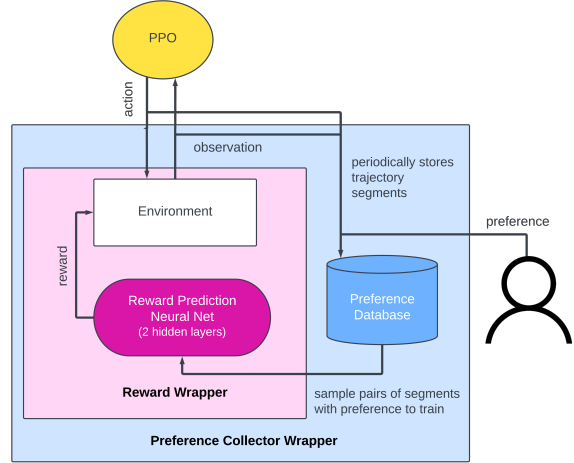 PPO
action
observation
periodically stores
trajectory
segments
preference
Environment
reward
Reward Prediction
Neural Net
(2 hidden layers)
Preference
Database
Reward Wrapper
sample pairs of segments
with preference to train
Preference Collector Wrapper